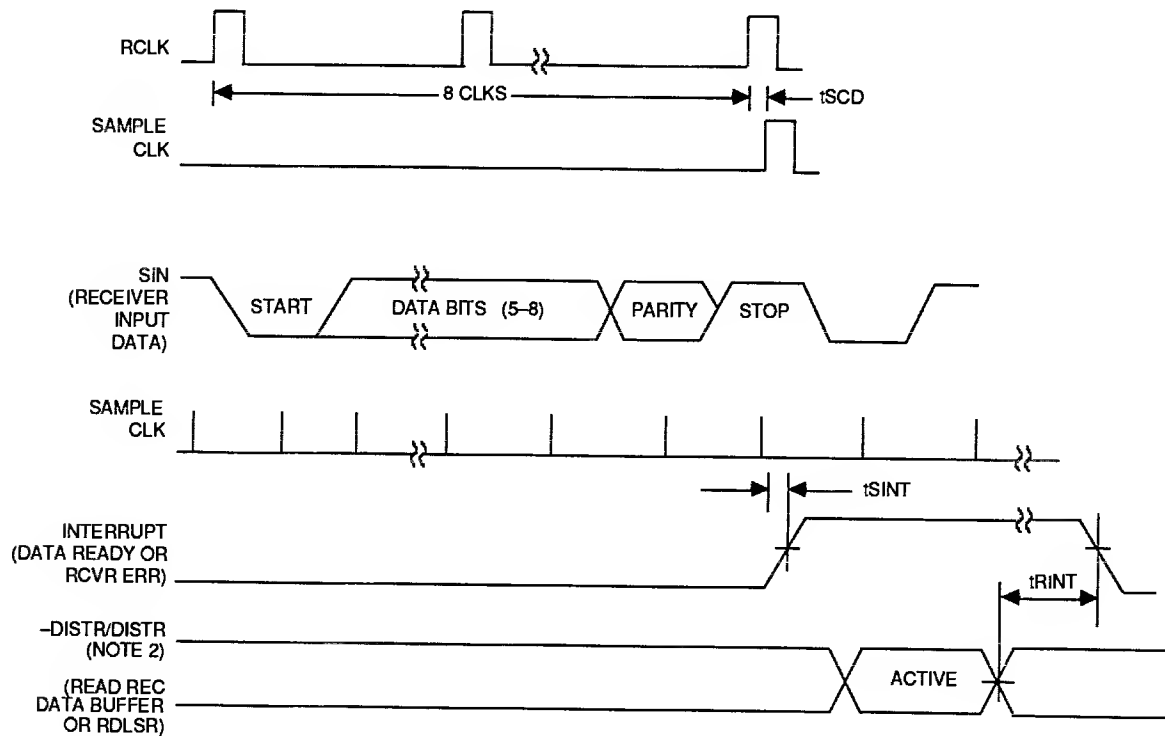 RCLK
8 CLKS
tSCD
SAMPLE
CLK
SiN
(RECEIVER
INPUT
DATA)
START
DATA BITS (5–8)
PARITY
STOP
SAMPLE
CLK
tSINT
INTERRUPT
(DATA READY OR
RCVR ERR)
tRINT
–DISTR/DISTR
(NOTE 2)
ACTIVE
(READ REC
DATA BUFFER
OR RDLSR)